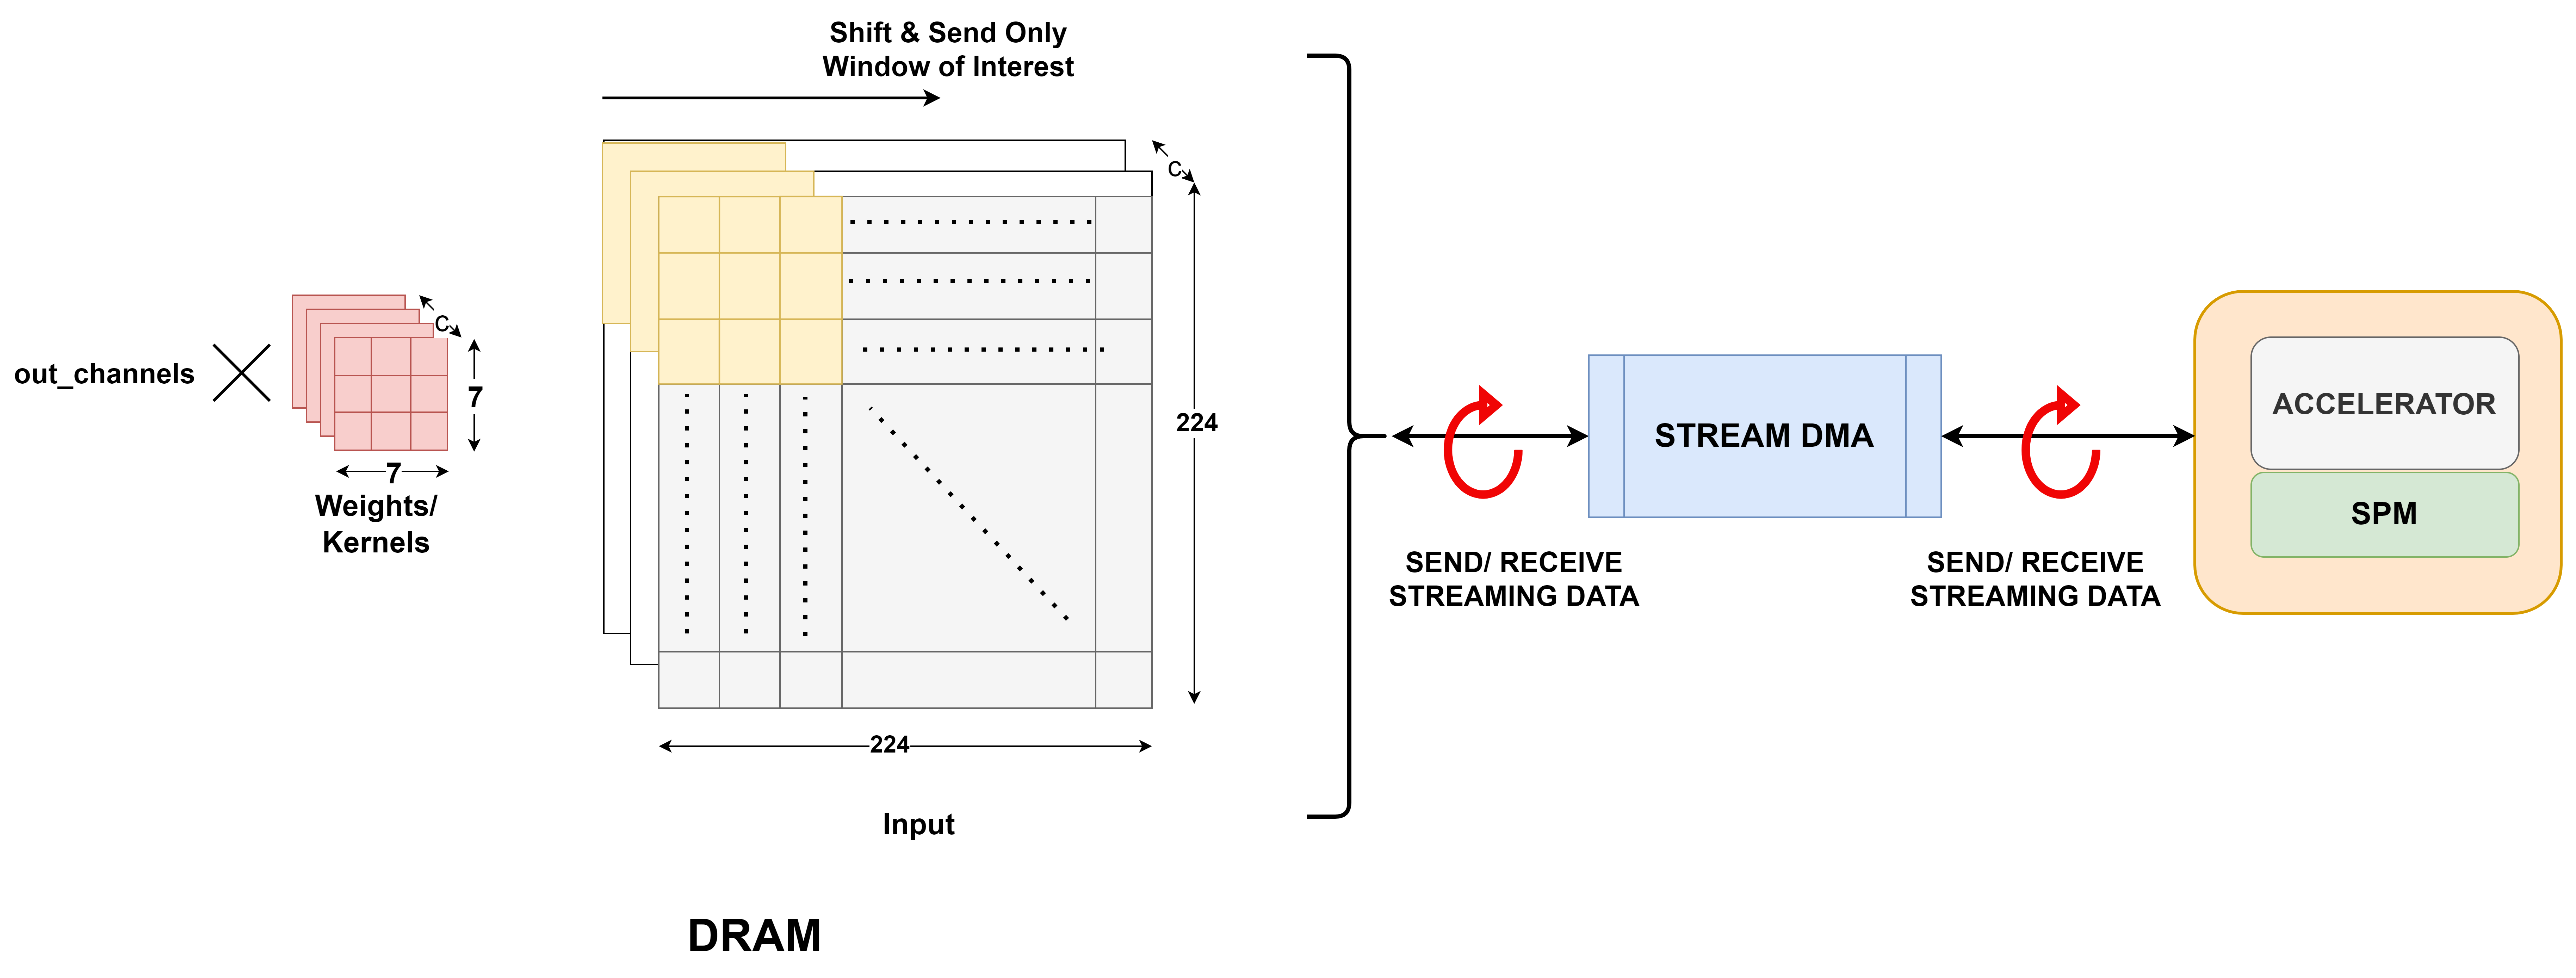 Shift & Send Only
Window of Interest
C
224
224
Input
out_channels
C
7
7
Weights/
Kernels
DRAM
SEND/ RECEIVE
STREAMING DATA
STREAM DMA
SEND/ RECEIVE
STREAMING DATA
ACCELERATOR
SPM